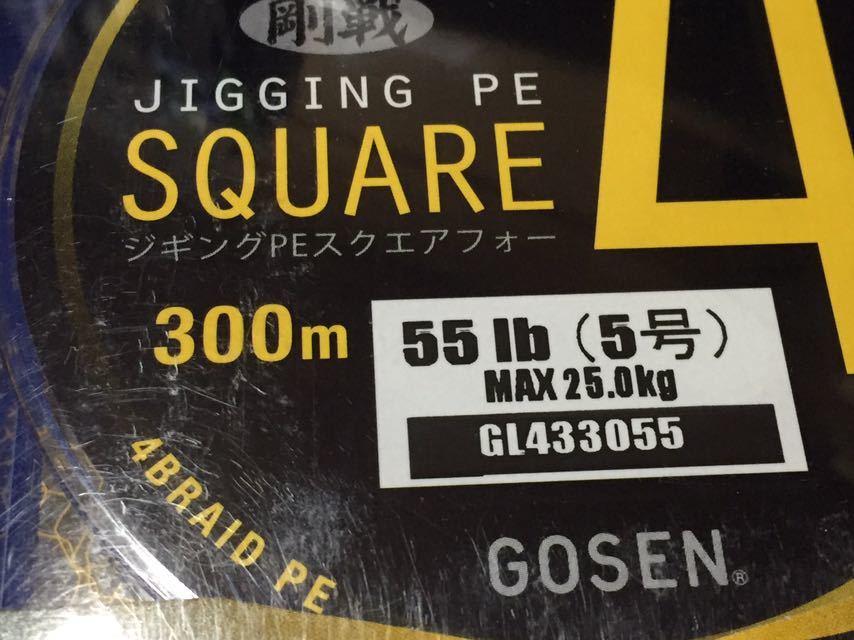 剛戦
JIGGING PE
SQUARE 4
ジギングPEスクエアフォー
300m
55 lb（5号）
MAX 25.0kg
GL433055
4BRAID PE
GOSEN®